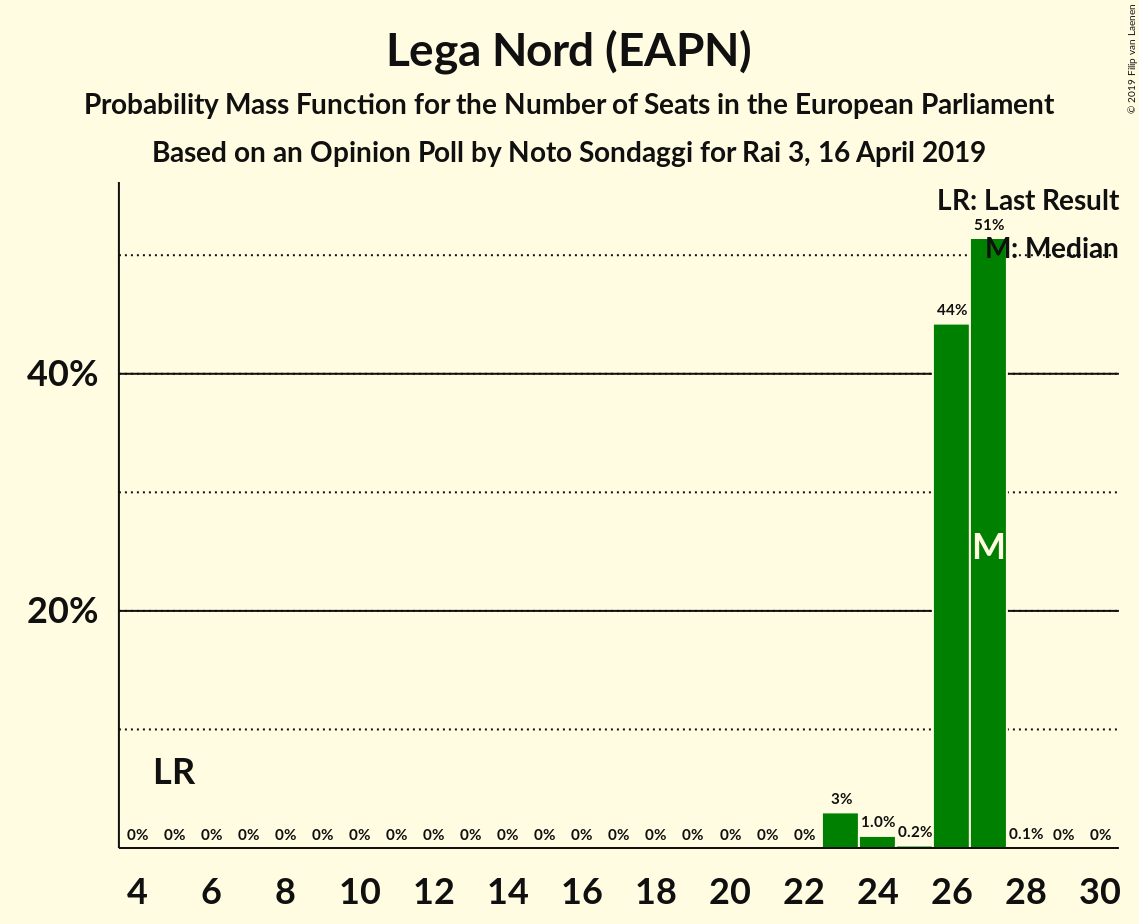 Lega Nord (EAPN)
Probability Mass Function for the Number of Seats in the European Parliament
Based on an Opinion Poll by Noto Sondaggi for Rai 3, 16 April 2019
© 2019 Filip van Laenen
LR: Last Result
M: Median
51%
44%
40%
M
20%
LR
0% 0% 0% 0% 0% 0% 0% 0% 0% 0% 0% 0% 0% 0% 0% 0% 0% 0% 0% 3% 1.0% 0.2% 0.1% 0% 0%
4 6 8 10 12 14 16 18 20 22 24 26 28 30